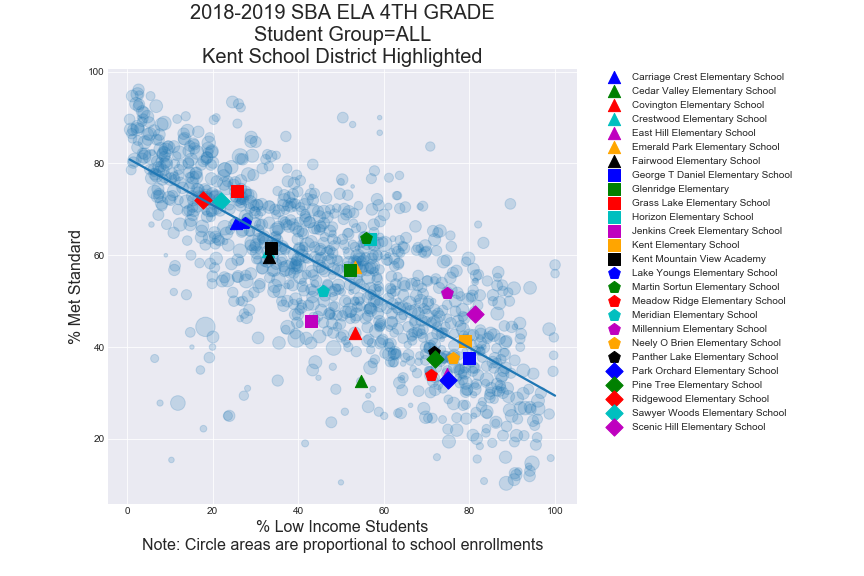 2018-2019 SBA ELA 4TH GRADE
Student Group=ALL
Kent School District Highlighted
% Met Standard
100
80
60
40
20
0
20
40
60
80
100
% Low Income Students
Note: Circle areas are proportional to school enrollments
Carriage Crest Elementary School
Cedar Valley Elementary School
Covington Elementary School
Crestwood Elementary School
East Hill Elementary School
Emerald Park Elementary School
Fairwood Elementary School
George T Daniel Elementary School
Glenridge Elementary
Grass Lake Elementary School
Horizon Elementary School
Jenkins Creek Elementary School
Kent Elementary School
Kent Mountain View Academy
Lake Youngs Elementary School
Martin Sortun Elementary School
Meadow Ridge Elementary School
Meridian Elementary School
Millennium Elementary School
Neely O Brien Elementary School
Panther Lake Elementary School
Park Orchard Elementary School
Pine Tree Elementary School
Ridgewood Elementary School
Sawyer Woods Elementary School
Scenic Hill Elementary School